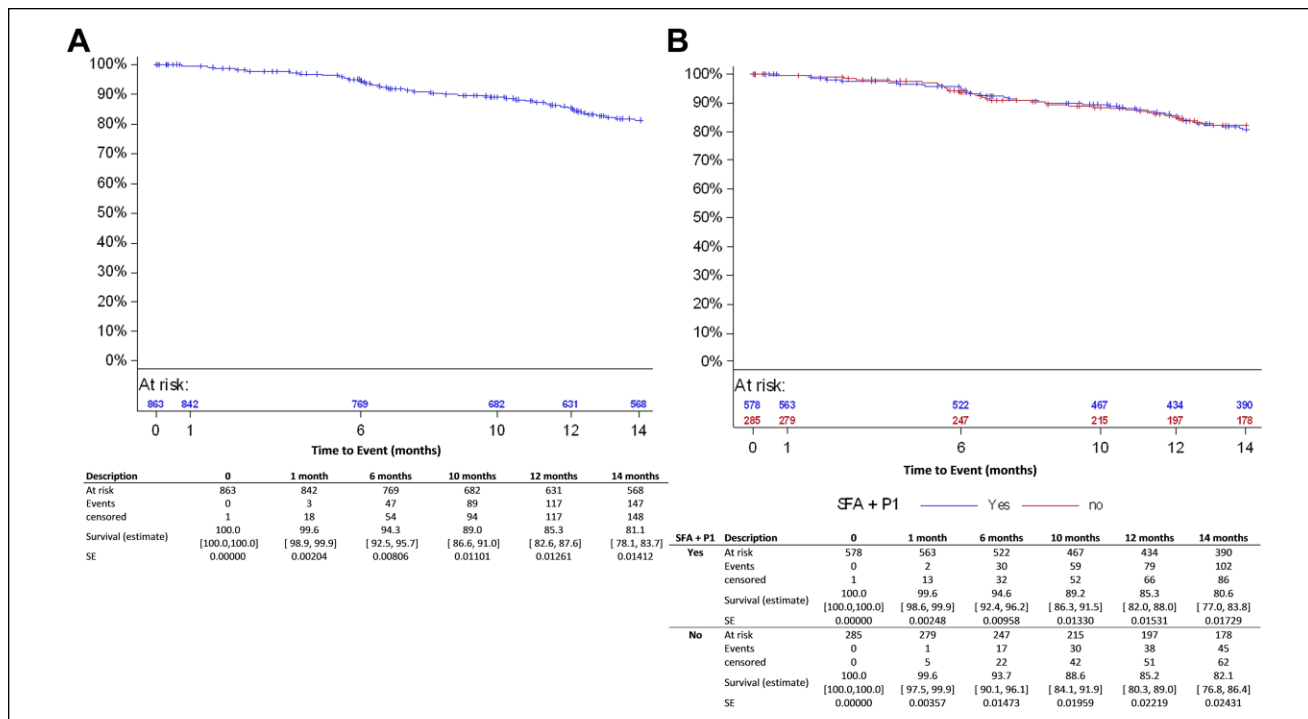 A
100%
90%
80%
70%
60%
50%
40%
30%
20%
10%
0%
At risk:
863 842 769 682 631 568
0 1 6 10 12 14
Time to Event (months)
Description 0 1 month 6 months 10 months 12 months 14 months
At risk 863 842 769 682 631 568
Events 0 3 47 89 117 147
censored 1 18 54 94 117 148
Survival (estimate) 100.0 99.6 94.3 89.0 85.3 81.1
[100.0,100.0] [ 98.9, 99.9] [ 92.5, 95.7] [ 86.6, 91.0] [ 82.6, 87.6] [ 78.1, 83.7]
SE 0.00000 0.00204 0.00806 0.01101 0.01261 0.01412
B
100%
90%
80%
70%
60%
50%
40%
30%
20%
10%
0%
At risk:
578 563 522 467 434 390
285 279 247 215 197 178
0 1 6 10 12 14
Time to Event (months)
SFA + P1 Yes no
SFA + P1 Description 0 1 month 6 months 10 months 12 months 14 months
Yes At risk 578 563 522 467 434 390
Events 0 2 30 59 79 102
censored 1 13 32 52 66 86
Survival (estimate) 100.0 99.6 94.6 89.2 85.3 80.6
[100.0,100.0] [ 98.6, 99.9] [ 92.4, 96.2] [ 86.3, 91.5] [ 82.0, 88.0] [ 77.0, 83.8]
SE 0.00000 0.00248 0.00958 0.01330 0.01531 0.01729
No At risk 285 279 247 215 197 178
Events 0 1 17 30 38 45
censored 0 5 22 42 51 62
Survival (estimate) 100.0 99.6 93.7 88.6 85.2 82.1
[100.0,100.0] [ 97.5, 99.9] [ 90.1, 96.1] [ 84.1, 91.9] [ 80.3, 89.0] [ 76.8, 86.4]
SE 0.00000 0.00357 0.01473 0.01959 0.02219 0.02431